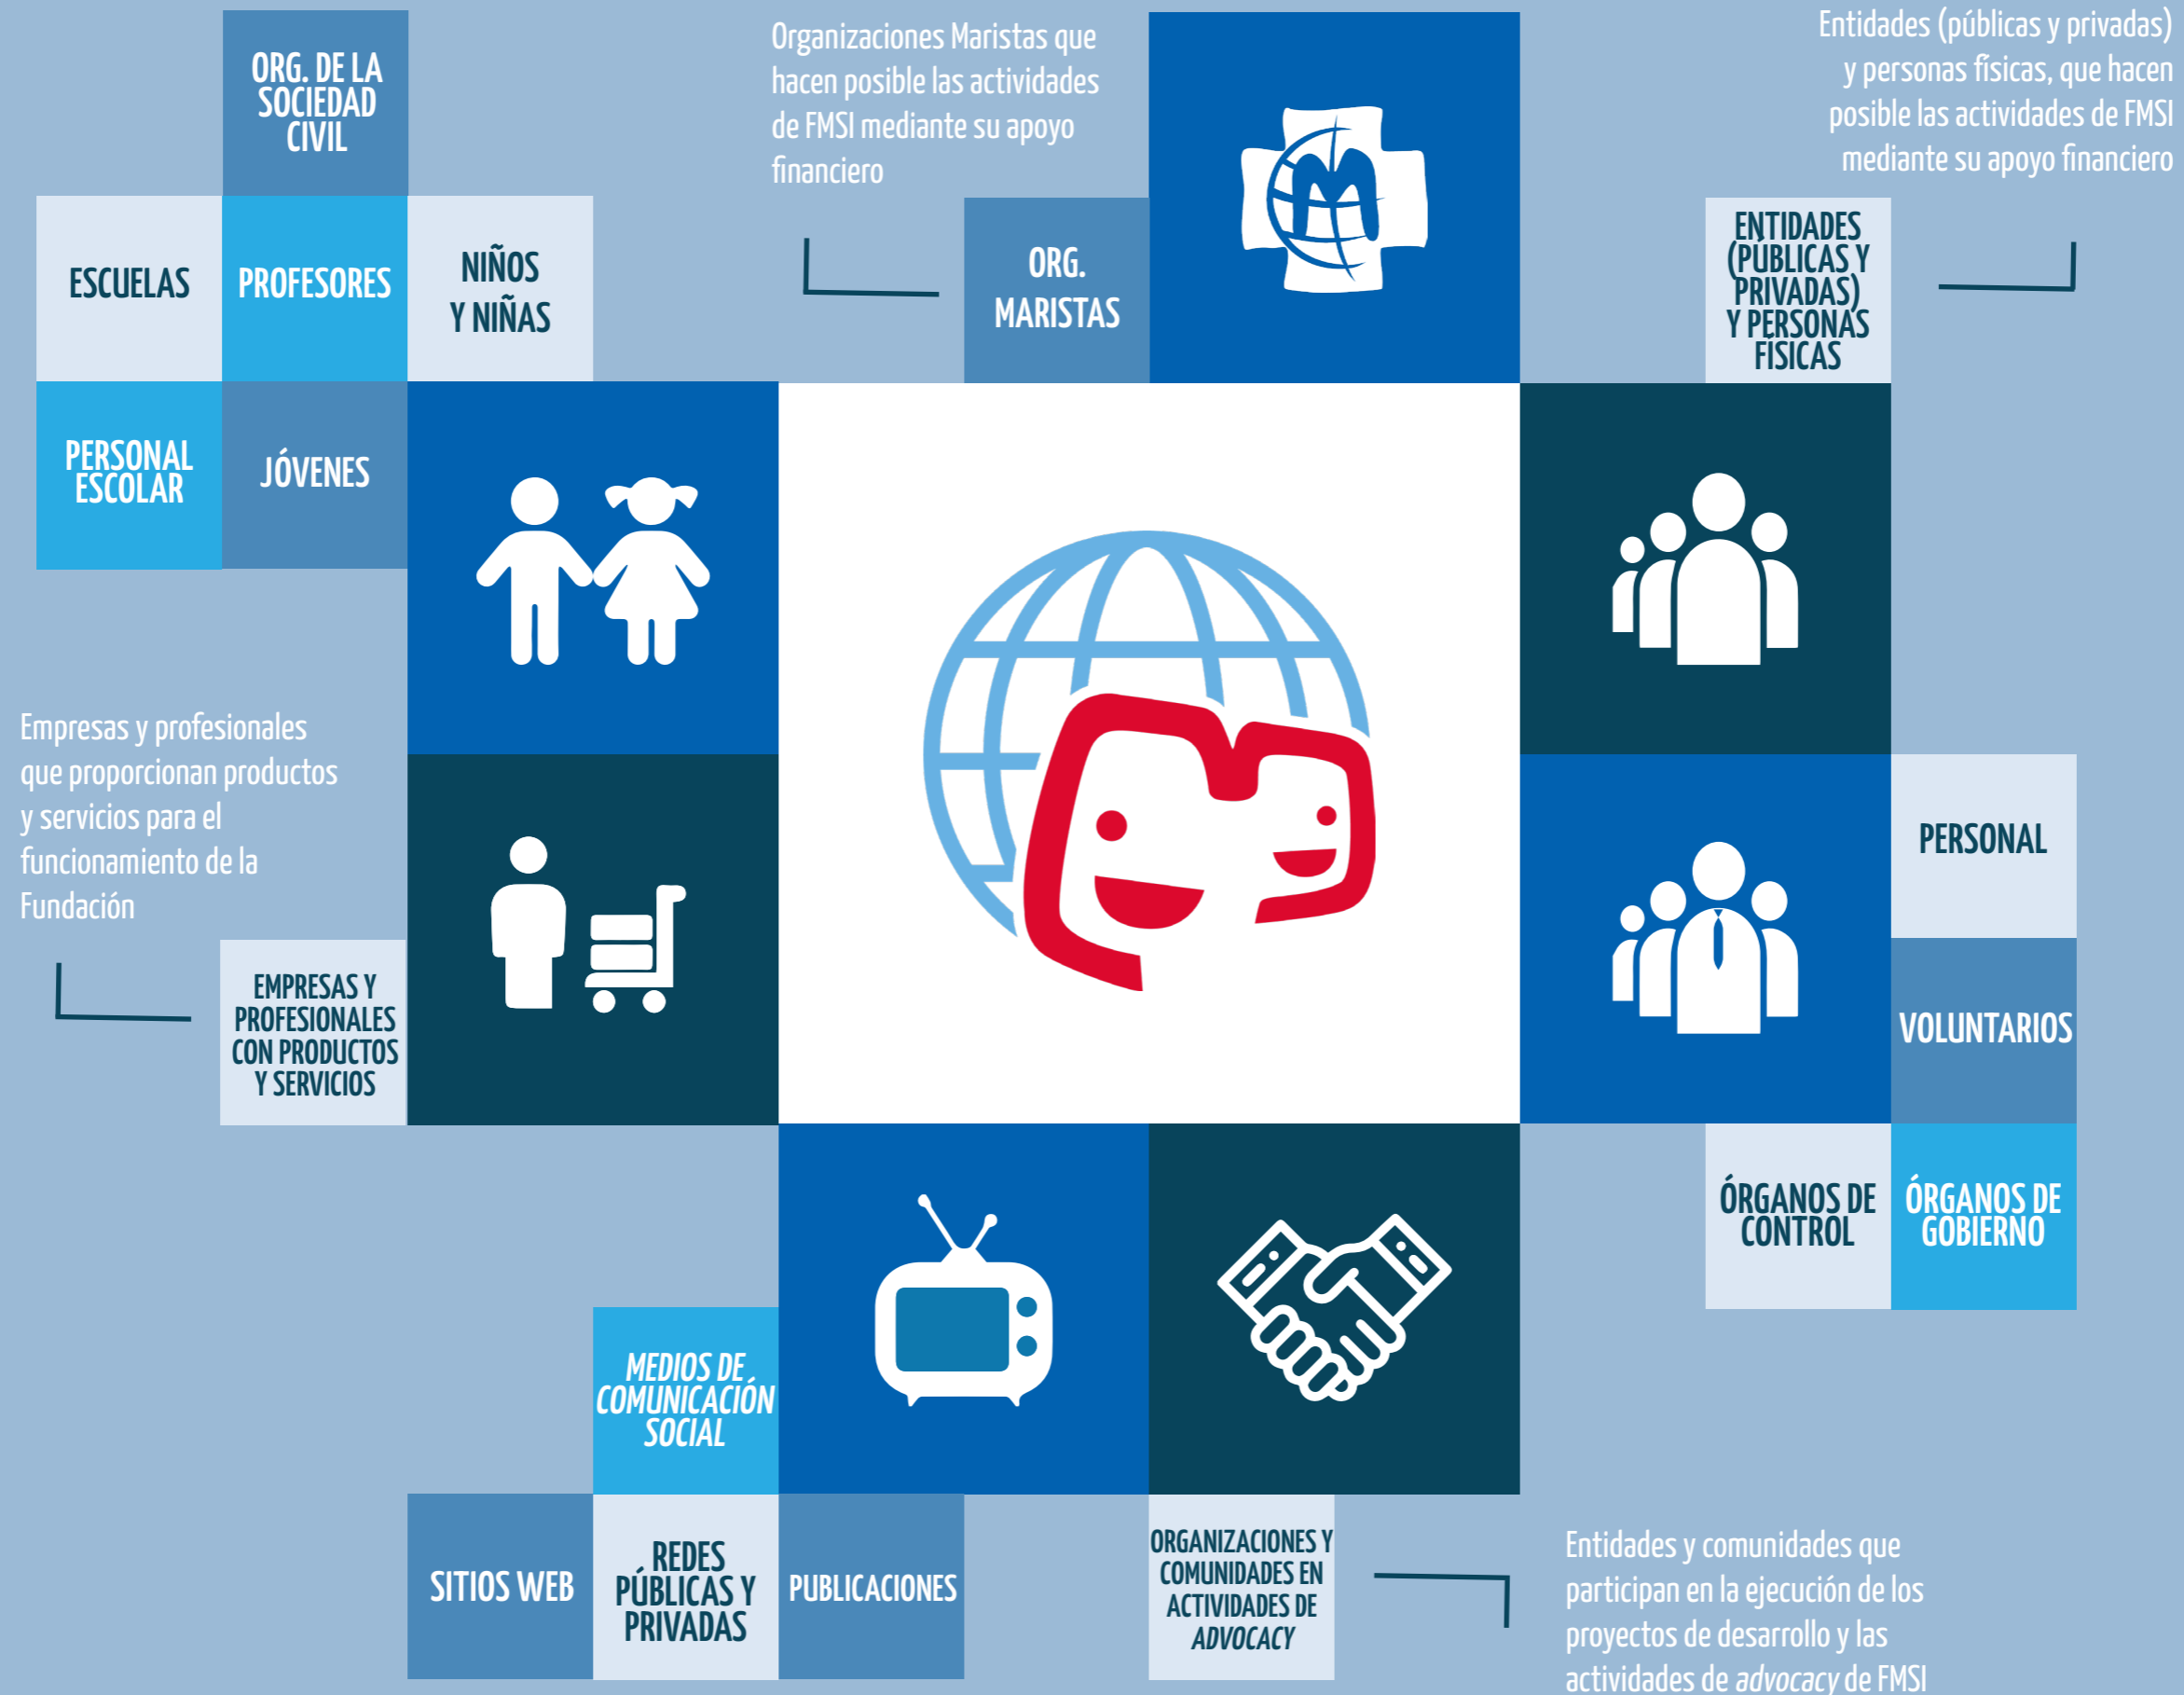 ORG. DE LA
SOCIEDAD
CIVIL
ESCUELAS
PROFESORES
NIÑOS
Y NIÑAS
PERSONAL
ESCOLAR
JÓVENES
Organizaciones Maristas que
hacen posible las actividades
de FMSI mediante su apoyo
financiero
ORG.
MARISTAS
Entidades (públicas y privadas)
y personas físicas, que hacen
posible las actividades de FMSI
mediante su apoyo financiero
ENTIDADES
(PÚBLICAS Y
PRIVADAS)
Y PERSONAS
FÍSICAS
Empresas y profesionales
que proporcionan productos
y servicios para el
funcionamiento de la
Fundación
EMPRESAS Y
PROFESIONALES
CON PRODUCTOS
Y SERVICIOS
PERSONAL
VOLUNTARIOS
ÓRGANOS DE
CONTROL
ÓRGANOS DE
GOBIERNO
MEDIOS DE
COMUNICACIÓN
SOCIAL
SITIOS WEB
REDES
PÚBLICAS Y
PRIVADAS
PUBLICACIONES
ORGANIZACIONES Y
COMUNIDADES EN
ACTIVIDADES DE
ADVOCACY
Entidades y comunidades que
participan en la ejecución de los
proyectos de desarrollo y las
actividades de advocacy de FMSI